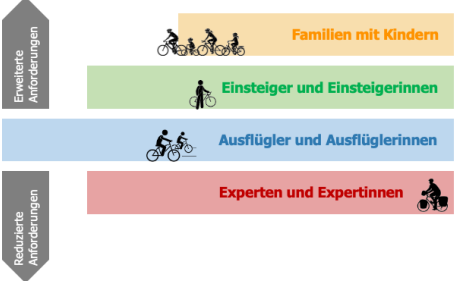 Erweiterte
Anforderungen
Familien mit Kindern
Einsteiger und Einsteigerinnen
Ausflügler und Ausflüglerinnen
Experten und Expertinnen
Reduzierte
Anforderungen